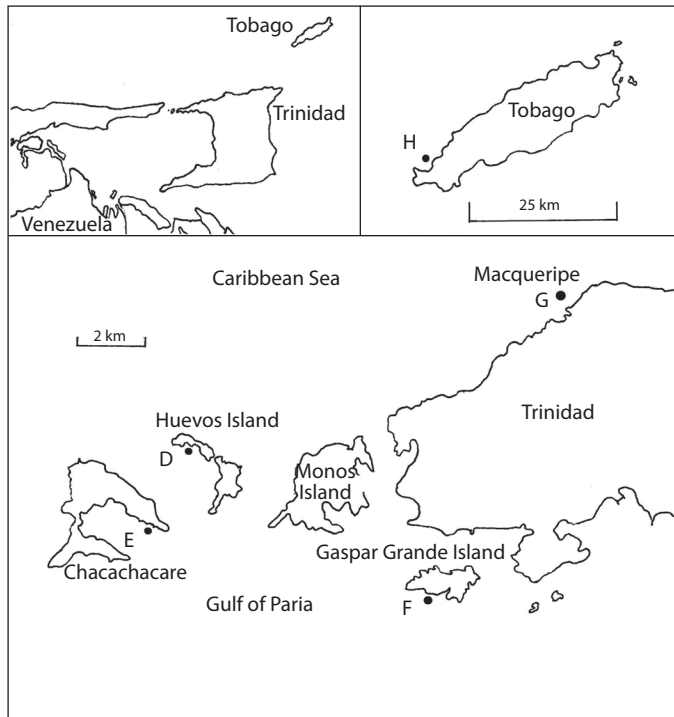 Tobago
Trinidad
Venezuela
Tobago
H
25 km
Caribbean Sea
Macqueripe
G
2 km
Trinidad
Huevos Island
D
Monos
Island
E
Chacachacare
Gaspar Grande Island
Gulf of Paria
F